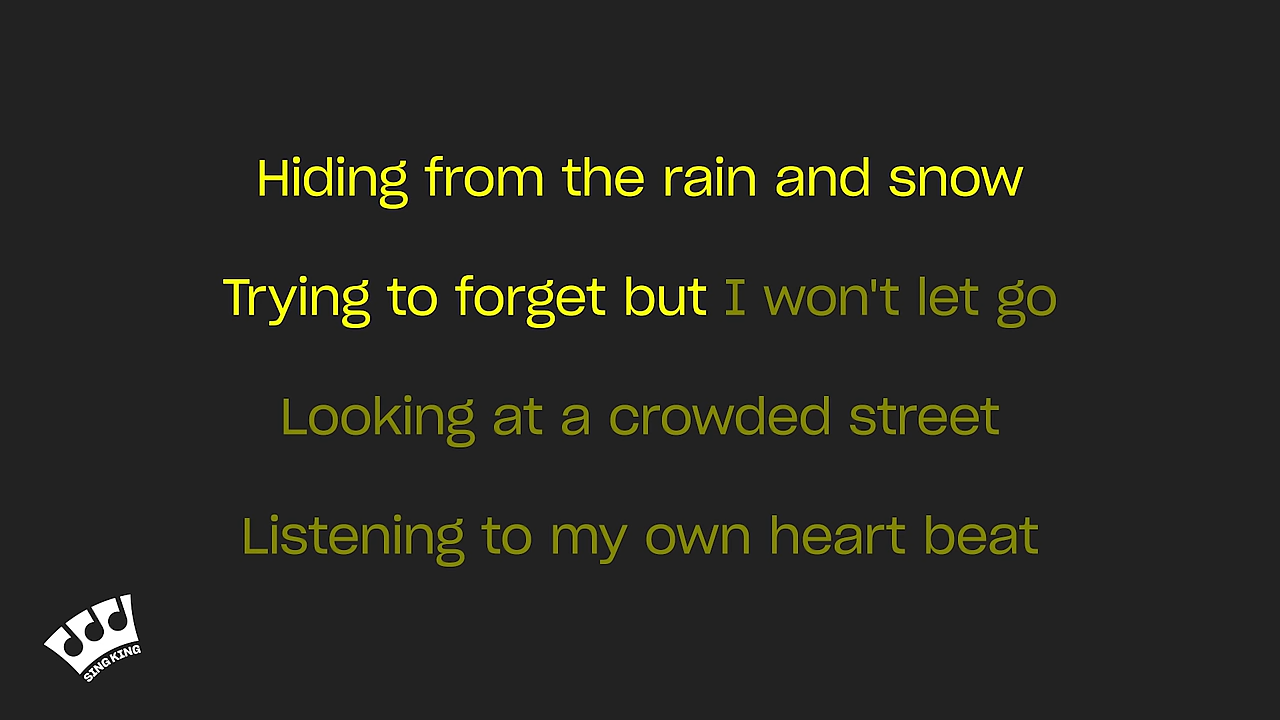 Hiding from the rain and snow
Trying to forget but I won't let go
Looking at a crowded street
Listening to my own heart beat
SING KING